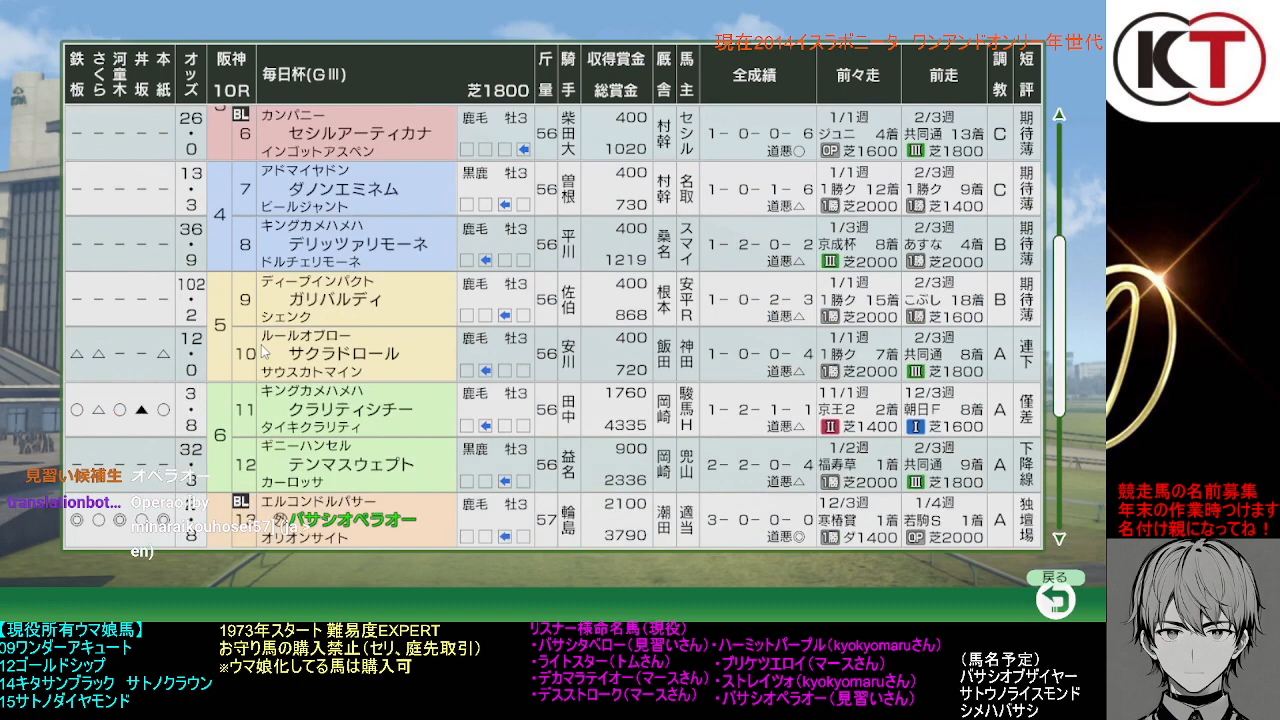 現在2014イスラボニータ　ワンアンドオンリー年世代
鉄板 さくら 河童木 井坂 本紙 オッズ 阪神10R 毎日杯(GⅢ) 芝1800 斤量 騎手 収得賞金 総賞金 厩舎 馬主 全成績 前々走 前走 調教 短評
－ － － － － 26・0 BL 6 カンパニー セシルアーティカナ インゴットアスペン 鹿毛 牡3 56 柴田大 400 1020 村幹 セシル 1－0－0－6 道悪○ 1/1週 ジュニ 4着 OP 芝1600 2/3週 共同通 13着 Ⅲ 芝1800 C 期待薄
－ － － － － 13・3 4 7 アドマイヤドン ダノンエミネム ビールジャント 黒鹿 牡3 56 曽根 400 730 村幹 名取 1－0－1－6 道悪△ 1/1週 1勝ク 12着 1勝 芝2000 1/2週 1勝ク 9着 1勝 芝1400 C 期待薄
－ － － － － 36・9 8 キングカメハメハ デリッツァリモーネ ドルチェリモーネ 鹿毛 牡3 56 平川 400 1219 桑名 スマイ 1－2－0－2 道悪△ 1/3週 京成杯 8着 Ⅲ 芝2000 2/3週 あすな 4着 1勝 芝2000 B 期待薄
－ － － － － 102・2 5 9 ディープインパクト ガリバルディ シェンク 鹿毛 牡3 56 佐伯 400 868 根本 安平R 1－0－2－3 道悪△ 1/1週 1勝ク 15着 1勝 芝2000 2/1週 こぶし 18着 1勝 芝1600 B 期待薄
△ △ － － △ 12・0 10 ルールオブロー サクラドロール サウスカトマイン 鹿毛 牡3 56 安川 400 720 飯田 神田 1－0－0－4 道悪△ 1/1週 1勝ク 7着 1勝 芝2000 2/3週 共同通 8着 Ⅲ 芝1800 A 連下
○ △ ○ ▲ ○ 3・8 6 11 キングカメハメハ クラリティシチー タイキクラリティ 鹿毛 牡3 56 田中 1760 4335 岡崎 駿馬H 1－2－1－1 道悪△ 11/1週 京王2 2着 Ⅱ 芝1400 12/3週 朝日F 8着 Ⅰ 芝1600 A 僅差
32 12 ギニーハンセル テンマスウェプト カーロッサ 黒鹿 牡3 56 益名 900 2336 岡崎 兜山 2－2－0－4 道悪△ 1/2週 福寿草 1着 1勝 芝2000 2/3週 共同通 9着 Ⅲ 芝1800 A 下降線
◎ ○ ◎ 8 BL エルコンドルパサー パサシオペラオー オリオンサイト 鹿毛 牡3 57 輪島 2100 3790 潮田 適当 3－0－0－0 道悪◎ 12/3週 寒椿賞 1着 1勝 ダ1400 1/4週 若駒S 1着 OP 芝2000 A 独壇場
見習い候補生 オペラオー
translationbot... Operao (by
minaraikouhosei57) (ja >
en)
戻る
KT
競走馬の名前募集
年末の作業時つけます
名付け親になってね！
【現役所有ウマ娘馬】
09ワンダーアキュート
12ゴールドシップ
14キタサンブラック　サトノクラウン
15サトノダイヤモンド
1973年スタート 難易度EXPERT
お守り馬の購入禁止(セリ、庭先取引)
※ウマ娘化してる馬は購入可
リスナー様命名馬(現役)
・パサシタベロー(見習いさん)・ハーミットパープル(kyokyomaruさん)
・ライトスター(トムさん)　・プリケツエロイ(マースさん)
・デカマラテイオー(マースさん)・ストレイツォ(kyokyomaruさん)
・デスストローク(マースさん)　・パサシオペラオー(見習いさん)
(馬名予定)
パサシオブザイヤー
サトウノライスモンド
シメハパサシ